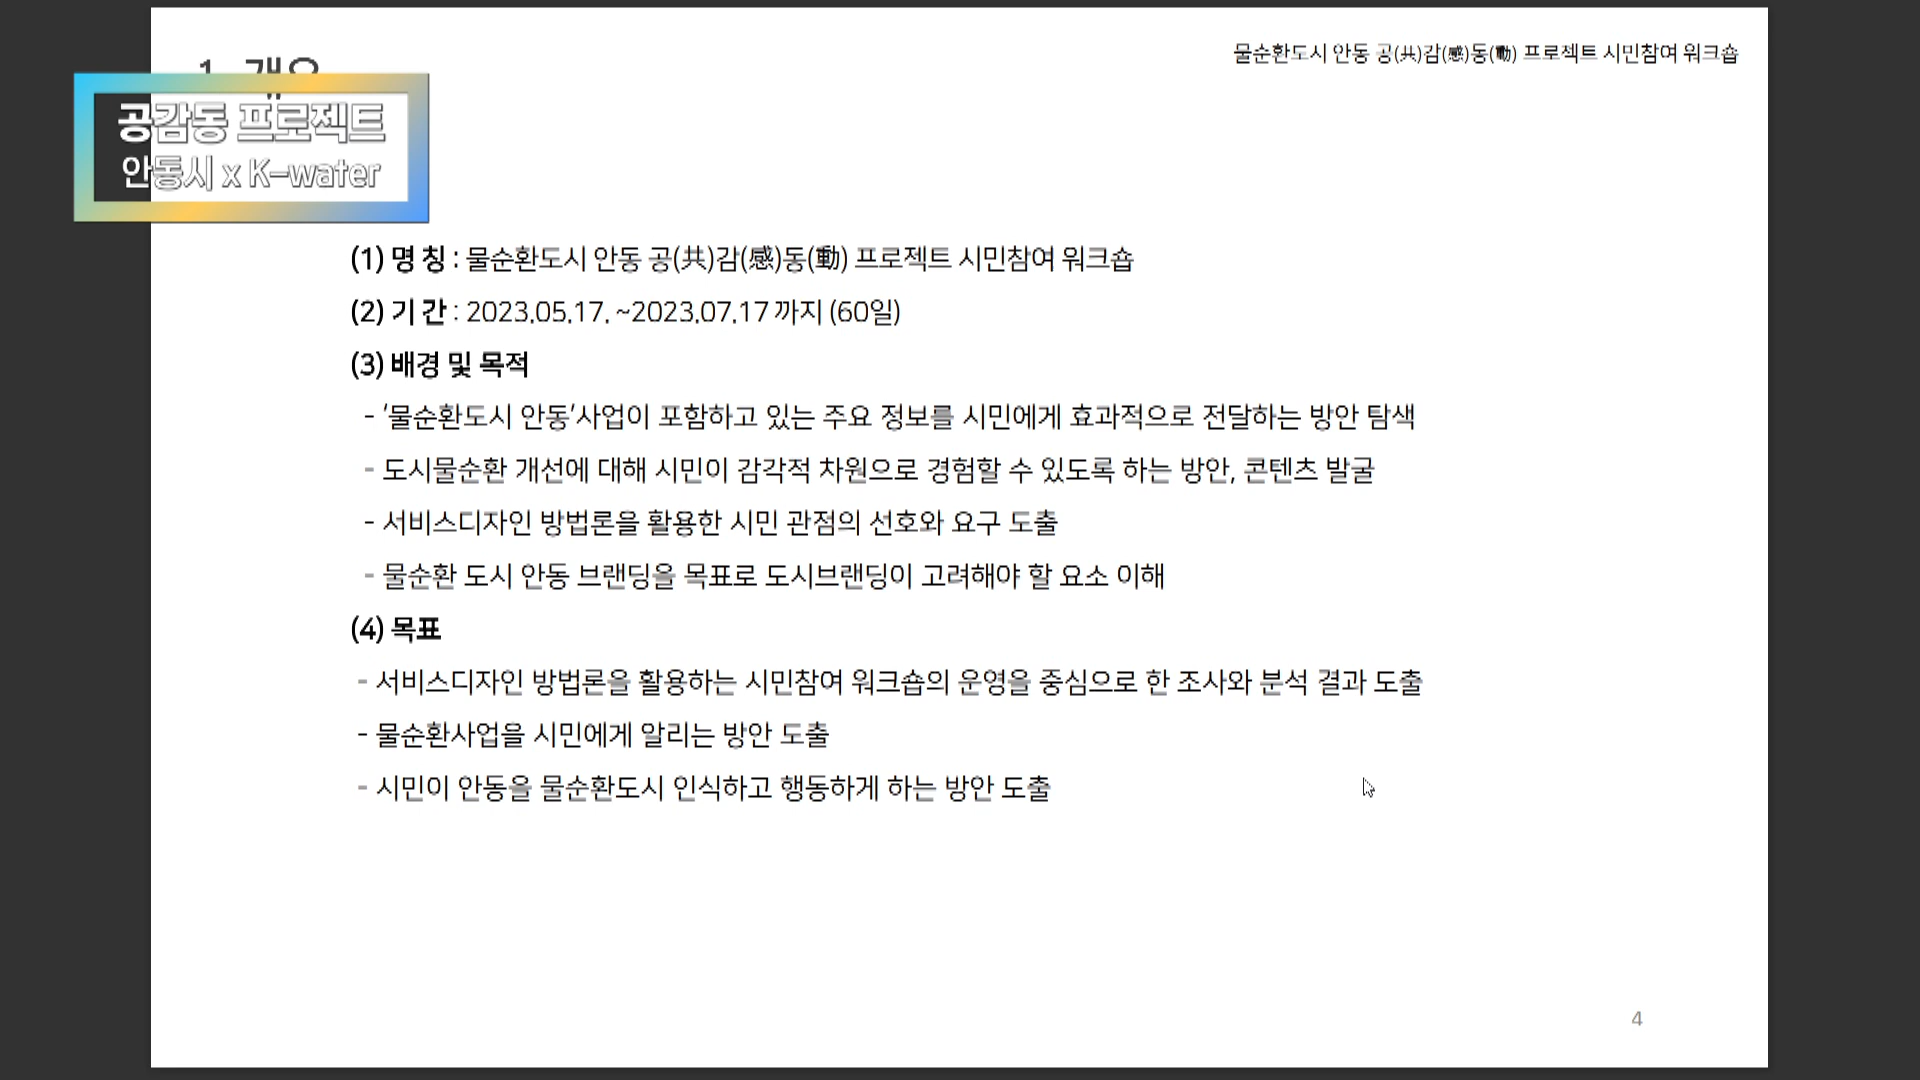 물순환도시 안동 공(共)감(感)동(動) 프로젝트 시민참여 워크숍
1. 개요
공감동 프로젝트
안동시 x K-water
(1) 명 칭 : 물순환도시 안동 공(共)감(感)동(動) 프로젝트 시민참여 워크숍
(2) 기 간 : 2023.05.17. ~2023.07.17까지 (60일)
(3) 배경 및 목적
- ‘물순환도시 안동’사업이 포함하고 있는 주요 정보를 시민에게 효과적으로 전달하는 방안 탐색
- 도시물순환 개선에 대해 시민이 감각적 차원으로 경험할 수 있도록 하는 방안, 콘텐츠 발굴
- 서비스디자인 방법론을 활용한 시민 관점의 선호와 요구 도출
- 물순환 도시 안동 브랜딩을 목표로 도시브랜딩이 고려해야 할 요소 이해
(4) 목표
- 서비스디자인 방법론을 활용하는 시민참여 워크숍의 운영을 중심으로 한 조사와 분석 결과 도출
- 물순환사업을 시민에게 알리는 방안 도출
- 시민이 안동을 물순환도시 인식하고 행동하게 하는 방안 도출
4